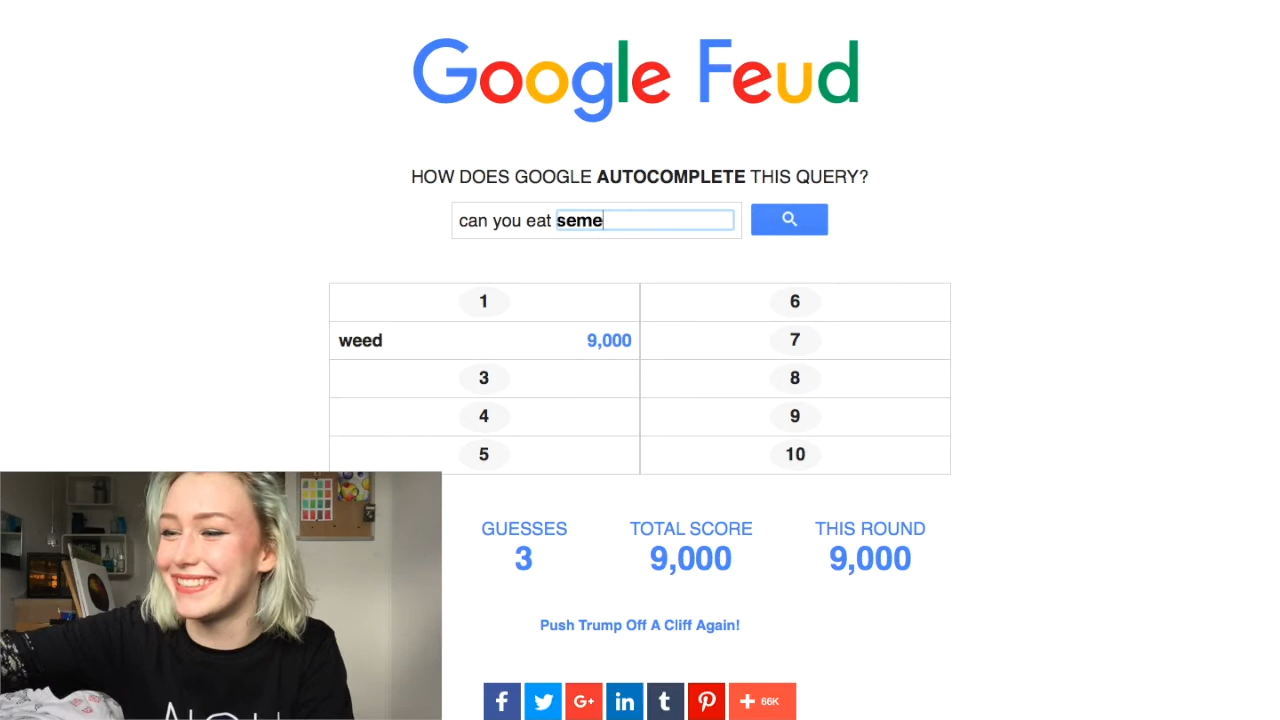 Google Feud
HOW DOES GOOGLE AUTOCOMPLETE THIS QUERY?
can you eat seme
1
6
weed 9,000
7
3
8
4
9
5
10
GUESSES
TOTAL SCORE
THIS ROUND
3
9,000
9,000
Push Trump Off A Cliff Again!
f
G+
in
t
+ 66K